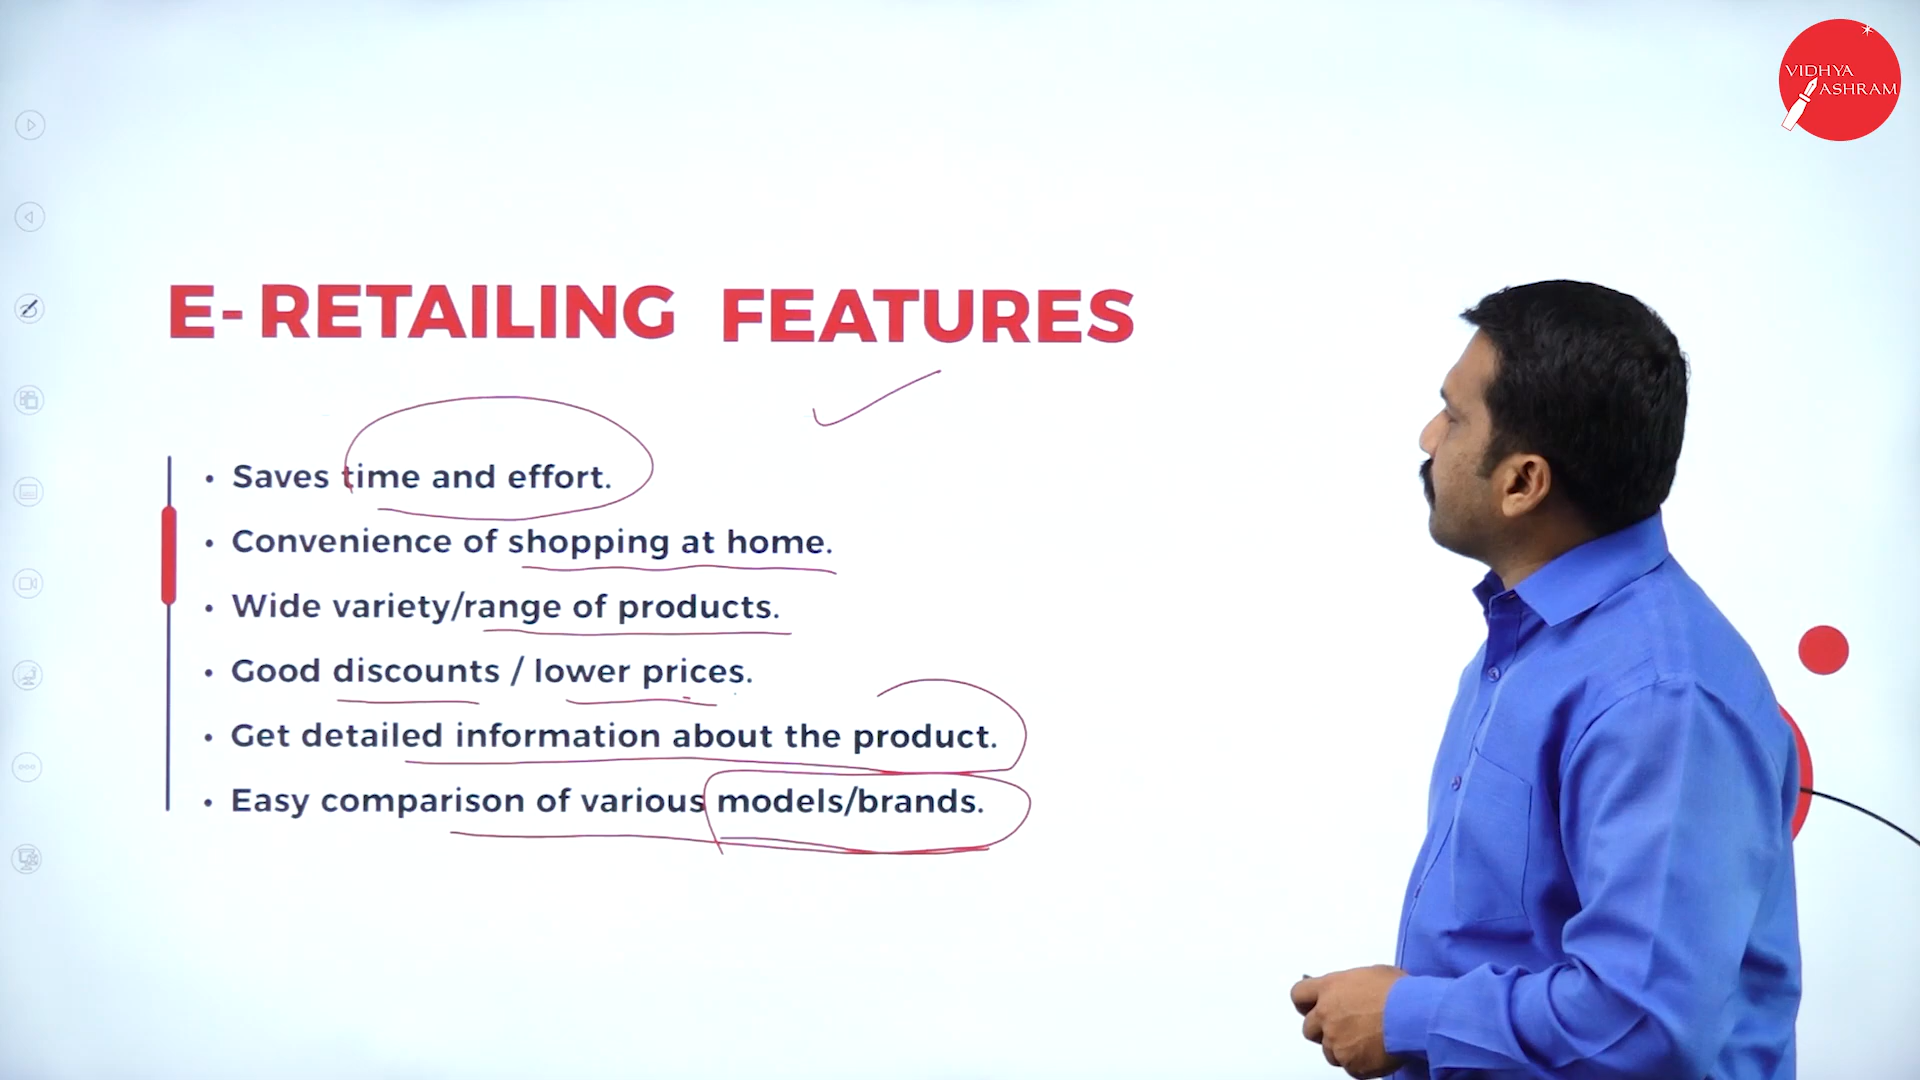 VIDHYA
ASHRAM
E- RETAILING FEATURES
• Saves time and effort.
• Convenience of shopping at home.
• Wide variety/range of products.
• Good discounts / lower prices.
• Get detailed information about the product.
• Easy comparison of various models/brands.